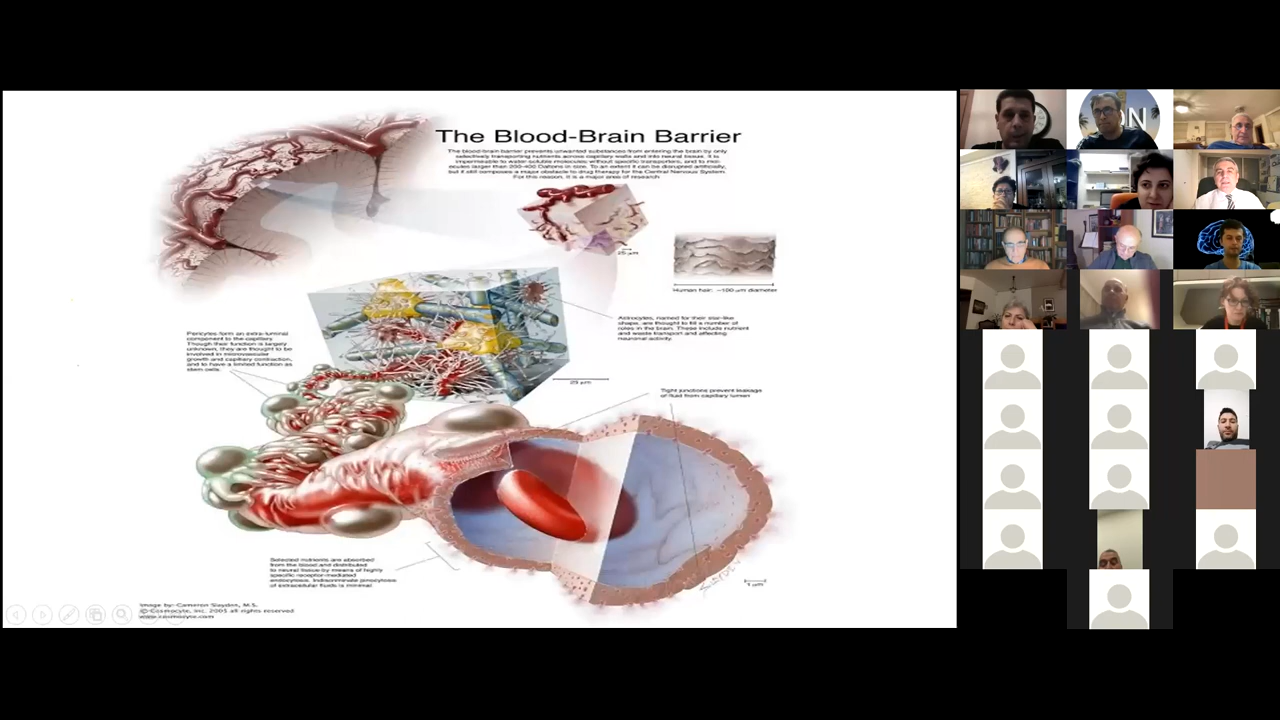 The Blood-Brain Barrier
The blood-brain barrier prevents unwanted substances from entering the brain by only
selectively transporting nutrients across capillary walls and into neural tissue. It is
impermeable to water-soluble molecules without specific transporters, and to mol-
ecules larger than 200-400 Daltons in size. To an extent it can be disrupted artificially,
but it still composes a major obstacle to drug therapy for the Central Nervous System.
For this reason, it is a major area of research
25 µm
Human hair: ~100 µm diameter
Astrocytes, named for their star-like
shape, are thought to fill a number of
roles in the brain. These include nutrient
and waste transport and affecting
neuronal activity.
Pericytes form an extra-luminal
component to the capillary.
Though their function is largely
unknown, they are thought to be
involved in microvascular
growth and capillary contraction,
and to have a limited function as
stem cells.
25 µm
Tight junctions prevent leakage
of fluid from capillary lumen
Selected nutrients are absorbed
from the blood and distributed
to neural tissue by means of highly
specific receptor-mediated
endocytosis. Indiscriminate pinocytosis
of extracellular fluids is minimal
1 µm
Image by: Cameron Slayden, M.S.
© Cosmocyte, Inc. 2005 all rights reserved
www.cosmocyte.com
ON